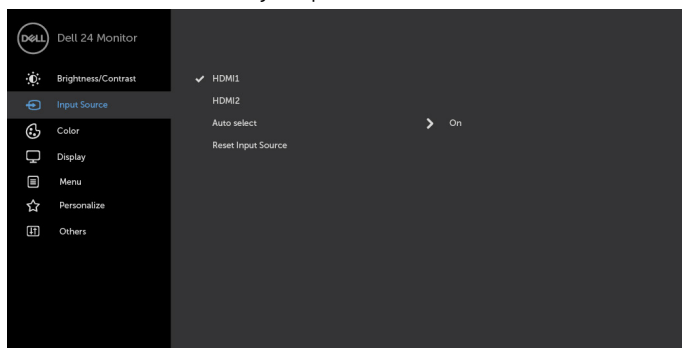 DELL Dell 24 Monitor
Brightness/Contrast
Input Source
Color
Display
Menu
Personalize
Others
HDMI1
HDMI2
Auto select On
Reset Input Source